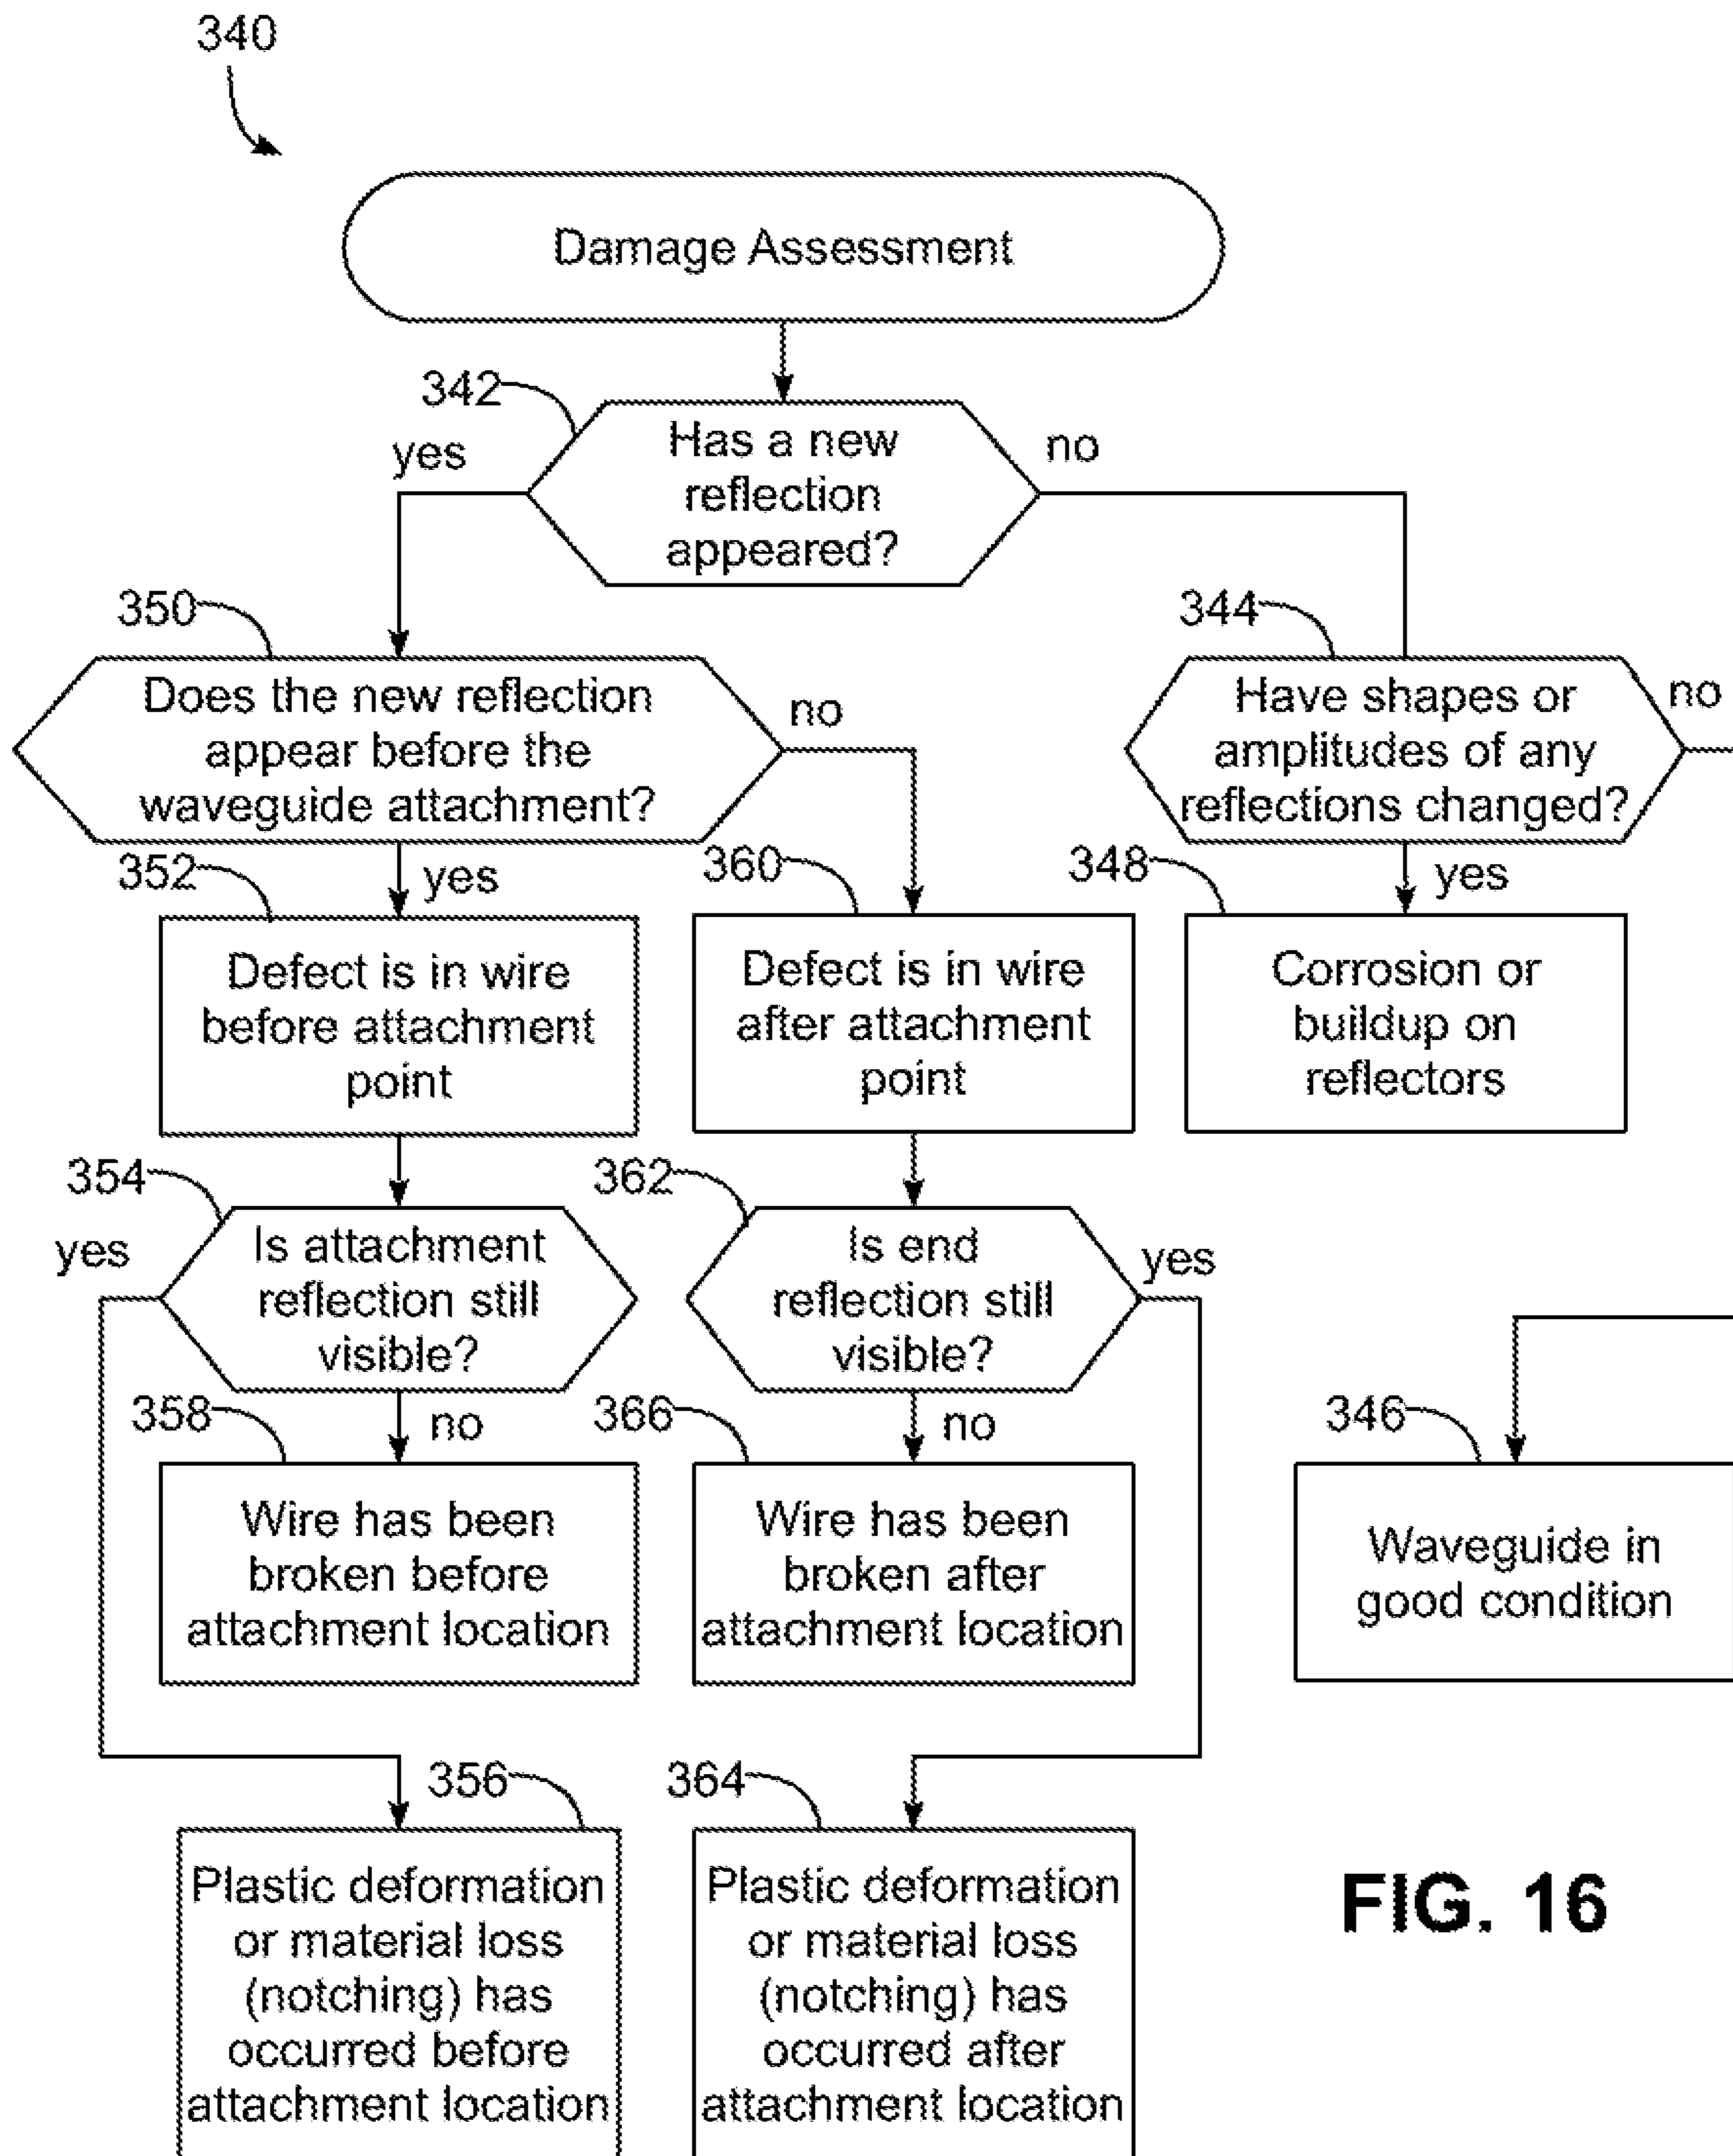 340
Damage Assessment
342
yes
Has a new
reflection
appeared?
no
350
Does the new reflection
appear before the
waveguide attachment?
no
344
Have shapes or
amplitudes of any
reflections changed?
no
352
yes
360
348
yes
Defect is in wire
before attachment
point
Defect is in wire
after attachment
point
Corrosion or
buildup on
reflectors
354
yes
Is attachment
reflection still
visible?
362
Is end
reflection still
visible?
yes
358
no
366
no
346
Wire has been
broken before
attachment location
Wire has been
broken after
attachment location
Waveguide in
good condition
356
364
Plastic deformation
or material loss
(notching) has
occurred before
attachment location
Plastic deformation
or material loss
(notching) has
occurred after
attachment location
FIG. 16